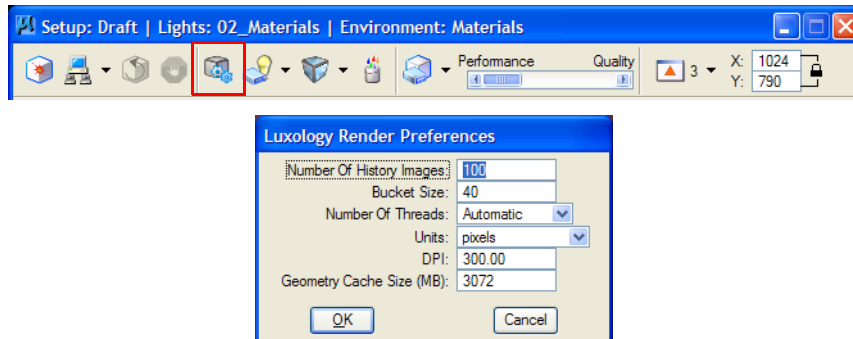 Setup: Draft | Lights: 02_Materials | Environment: Materials
Perfomance Quality
3
X: 1024
Y: 790
Luxology Render Preferences
Number Of History Images: 100
Bucket Size: 40
Number Of Threads: Automatic
Units: pixels
DPI: 300.00
Geometry Cache Size (MB): 3072
OK Cancel